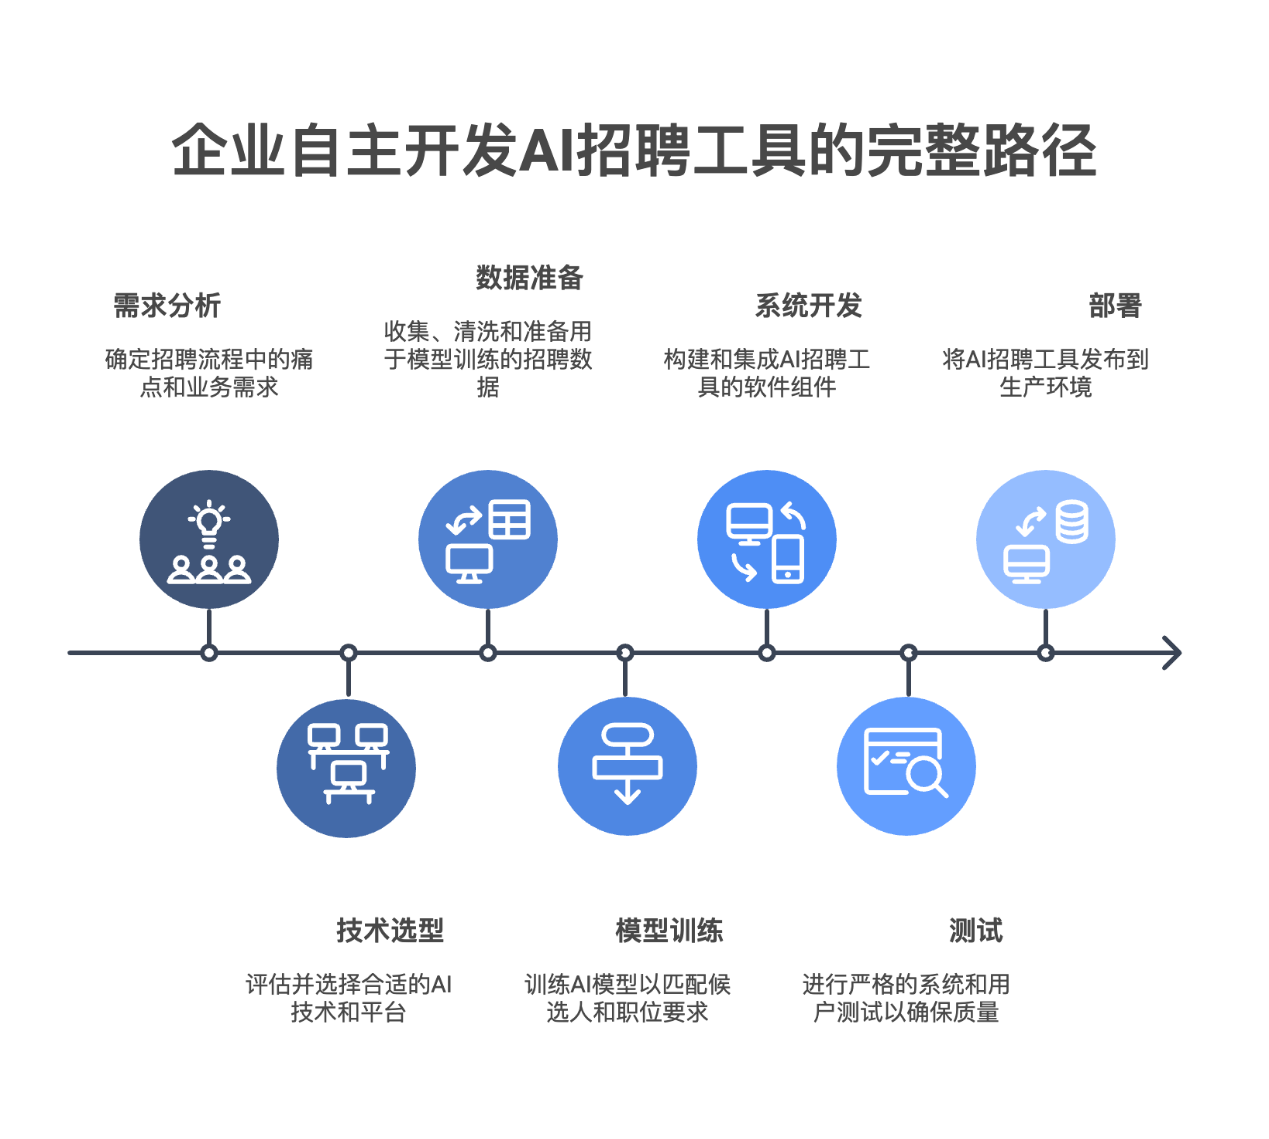 企业自主开发AI招聘工具的完整路径
需求分析
确定招聘流程中的痛
点和业务需求
数据准备
收集、清洗和准备用
于模型训练的招聘数
据
系统开发
构建和集成AI招聘工
具的软件组件
部署
将AI招聘工具发布到
生产环境
技术选型
评估并选择合适的AI
技术和平台
模型训练
训练AI模型以匹配候
选人和职位要求
测试
进行严格的系统和用
户测试以确保质量